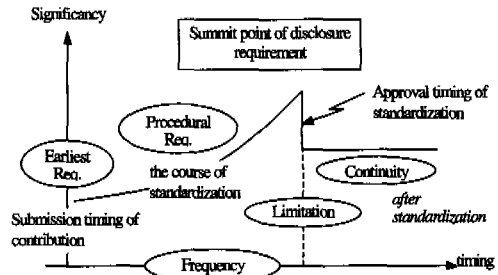 Significancy
Summit point of disclosure
requirement
Approval timing of
standardization
Procedural
Req.
Earliest
Req.
the course of
standardization
Continuity
after
standardization
Limitation
Submission timing of
contribution
Frequency
timing